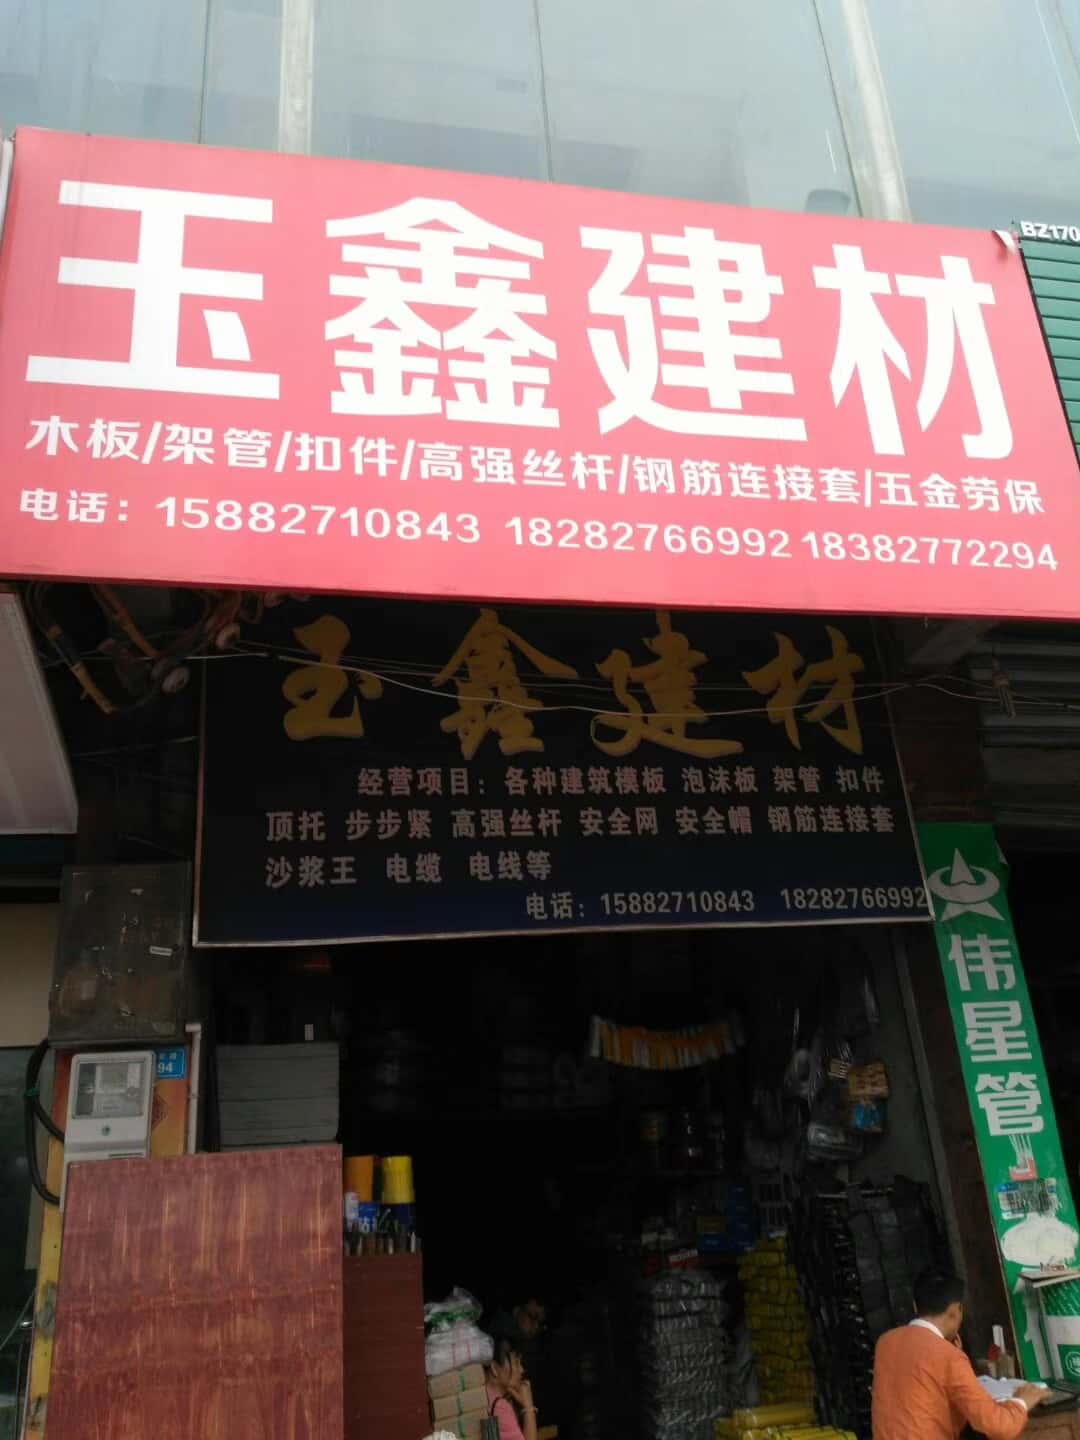 BZ170
玉鑫建材
木板/架管/扣件/高强丝杆/钢筋连接套/五金劳保
电话：15882710843 18282766992 18382772294
玉鑫建材
经营项目：各种建筑模板 泡沫板 架管 扣件
顶托 步步紧 高强丝杆 安全网 安全帽 钢筋连接套
沙浆王 电缆 电线等
电话：15882710843 18282766992
伟星管
94